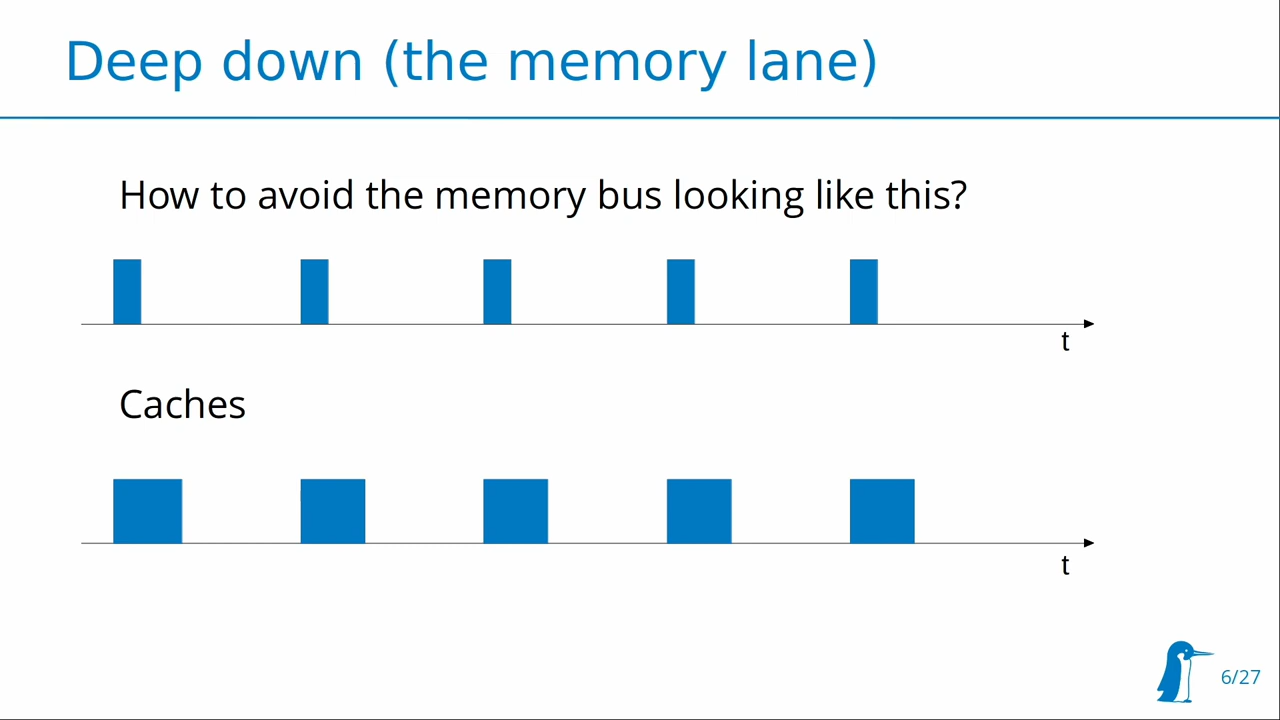 Deep down (the memory lane)
How to avoid the memory bus looking like this?
t
Caches
t
6/27